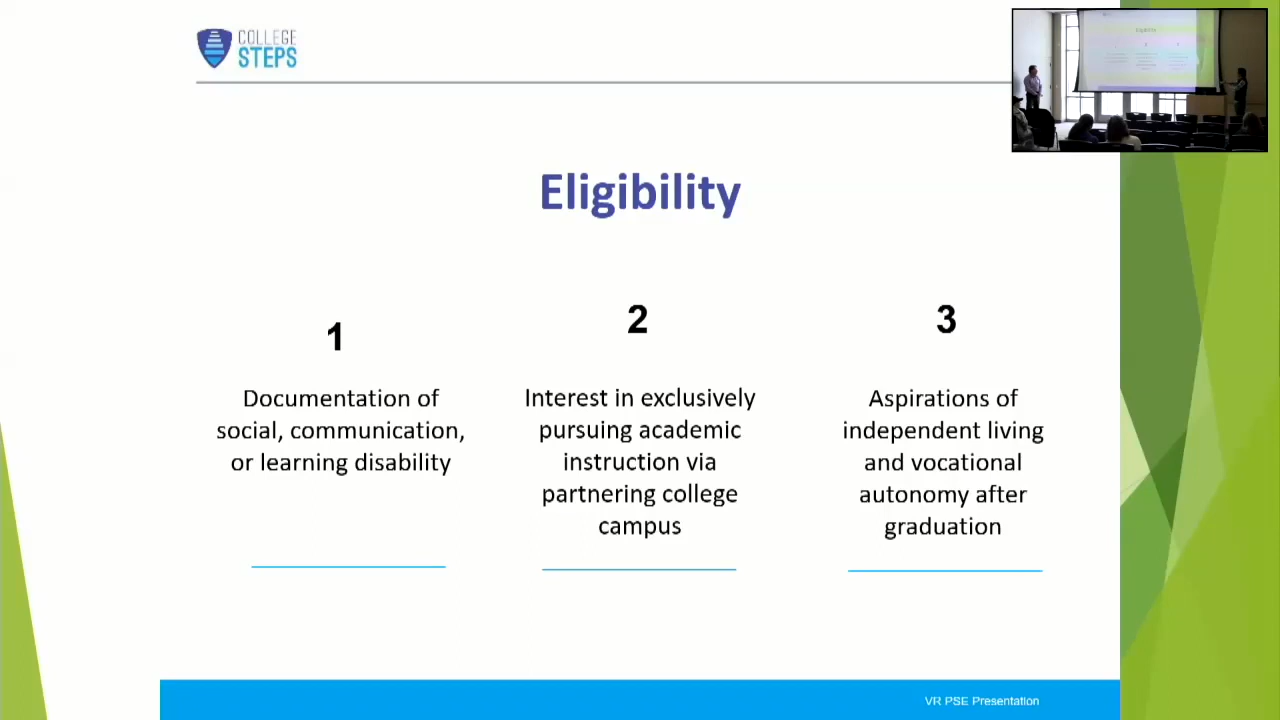 COLLEGE
STEPS
Eligibility
1
Documentation of
social, communication,
or learning disability
2
Interest in exclusively
pursuing academic
instruction via
partnering college
campus
3
Aspirations of
independent living
and vocational
autonomy after
graduation
VR PSE Presentation
Eligibility